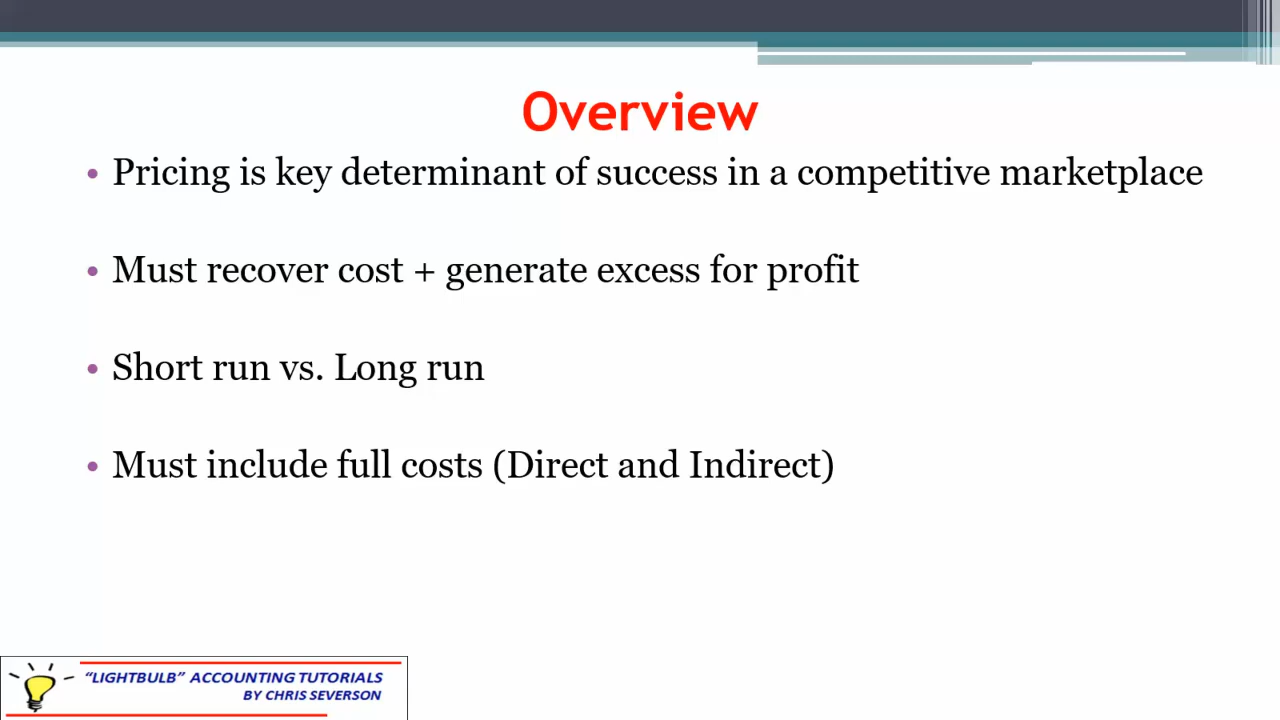 Overview
• Pricing is key determinant of success in a competitive marketplace
• Must recover cost + generate excess for profit
• Short run vs. Long run
• Must include full costs (Direct and Indirect)
“LIGHTBULB” ACCOUNTING TUTORIALS
BY CHRIS SEVERSON